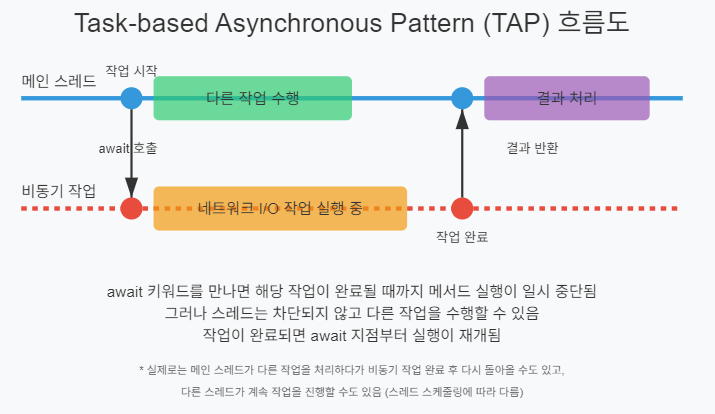 Task-based Asynchronous Pattern (TAP) 흐름도
작업 시작
메인 스레드
다른 작업 수행
결과 처리
await 호출
결과 반환
비동기 작업
네트워크 I/O 작업 실행 중
작업 완료
await 키워드를 만나면 해당 작업이 완료될 때까지 메서드 실행이 일시 중단됨
그러나 스레드는 차단되지 않고 다른 작업을 수행할 수 있음
작업이 완료되면 await 지점부터 실행이 재개됨
* 실제로는 메인 스레드가 다른 작업을 처리하다가 비동기 작업 완료 후 다시 돌아올 수도 있고,
다른 스레드가 계속 작업을 진행할 수도 있음 (스레드 스케줄링에 따라 다름)